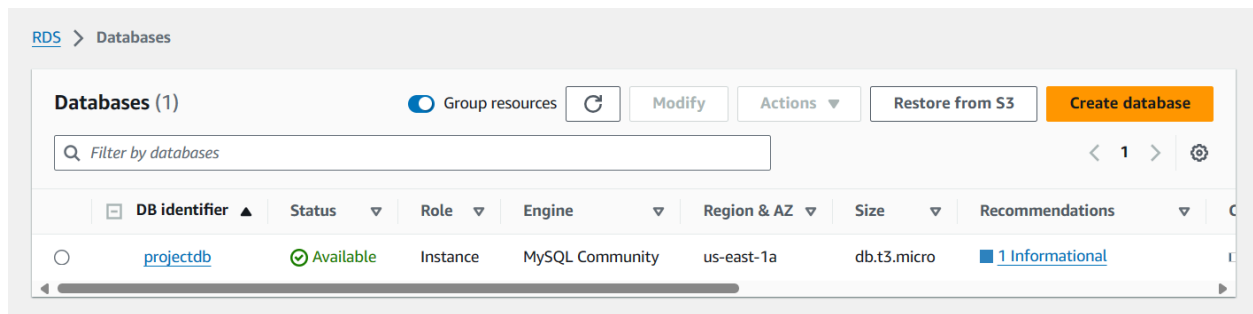 RDS > Databases
Databases (1) Group resources Modify Actions Restore from S3 Create database
Filter by databases 1
DB identifier Status Role Engine Region & AZ Size Recommendations
projectdb Available Instance MySQL Community us-east-1a db.t3.micro 1 Informational